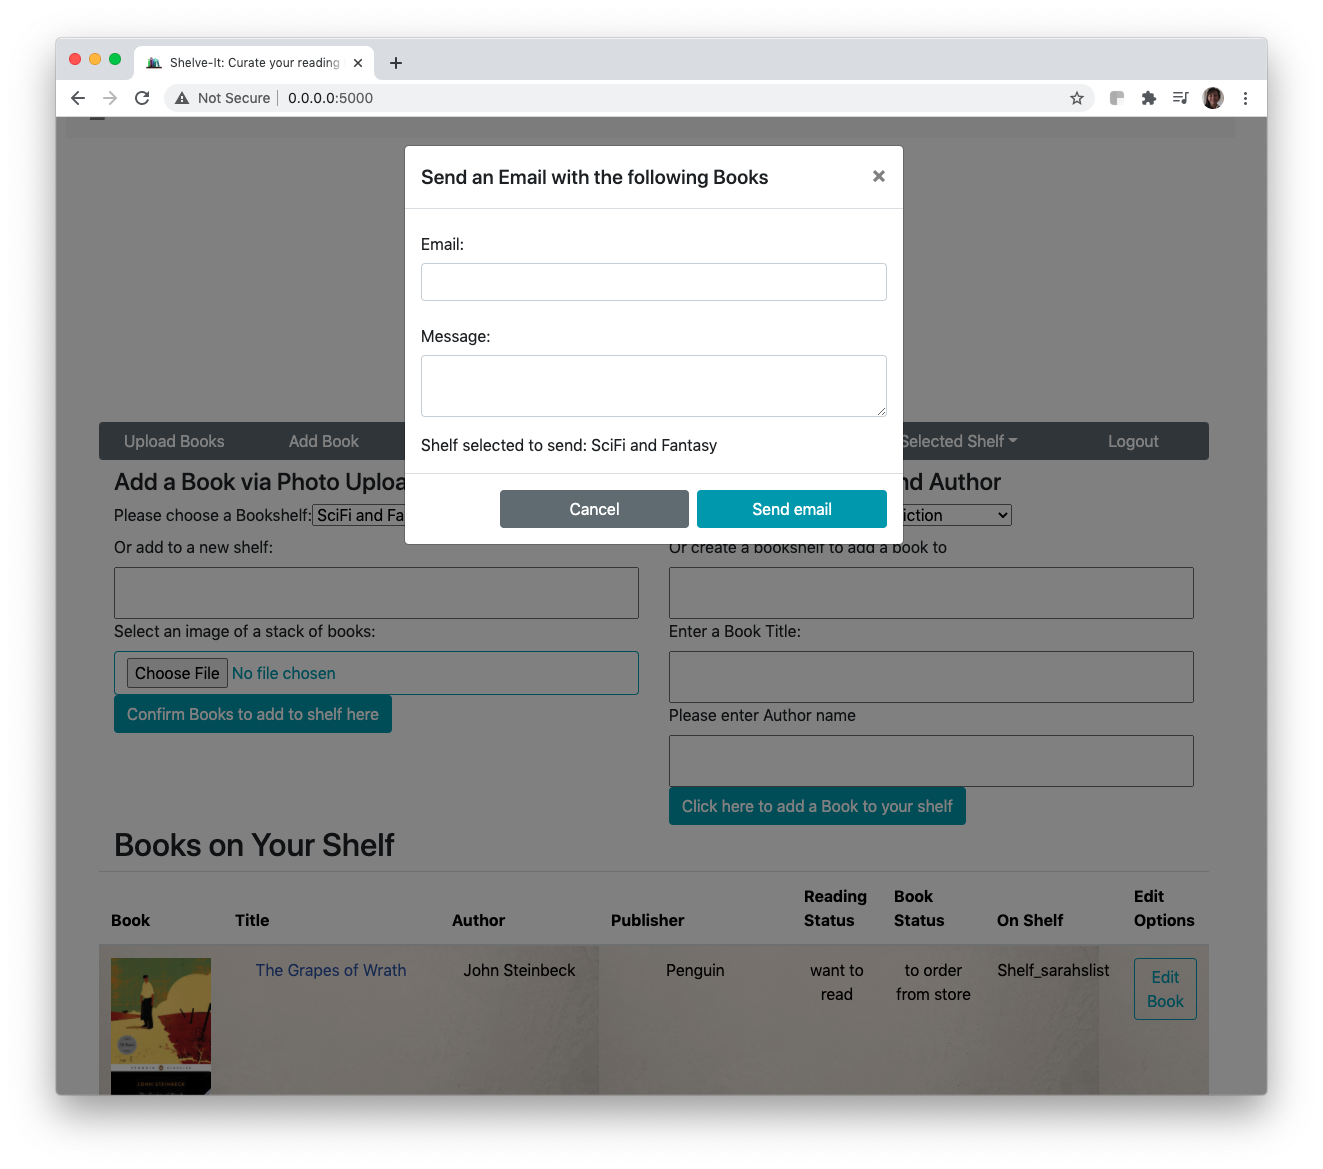 Shelve-It: Curate your reading
Not Secure
0.0.0.0:5000
Send an Email with the following Books
Email:
Message:
Shelf selected to send: SciFi and Fantasy
Cancel
Send email
Upload Books
Add Book
Selected Shelf
Logout
Add a Book via Photo Uploa
nd Author
Please choose a Bookshelf: SciFi and Fa
iction
Or add to a new shelf:
Or create a bookshelf to add a book to
Select an image of a stack of books:
Enter a Book Title:
Choose File No file chosen
Confirm Books to add to shelf here
Please enter Author name
Click here to add a Book to your shelf
Books on Your Shelf
Book
Title
Author
Publisher
Reading Status
Book Status
On Shelf
Edit Options
The Grapes of Wrath
John Steinbeck
Penguin
want to read
to order from store
Shelf_sarahslist
Edit Book
JOHN STEINBECK